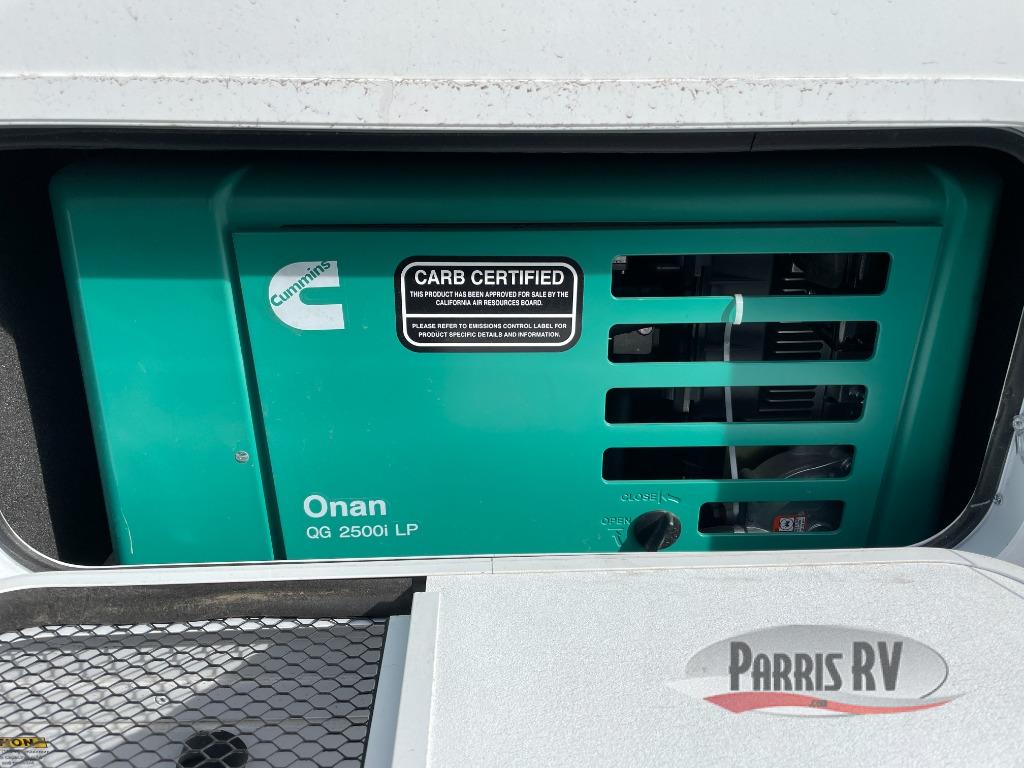 Cummins
CARB CERTIFIED
THIS PRODUCT HAS BEEN APPROVED FOR SALE BY THE
CALIFORNIA AIR RESOURCES BOARD.
PLEASE REFER TO EMISSIONS CONTROL LABEL FOR
PRODUCT SPECIFIC DETAILS AND INFORMATION.
Onan
QG 2500i LP
CLOSE
OPEN
PARRIS RV
.com